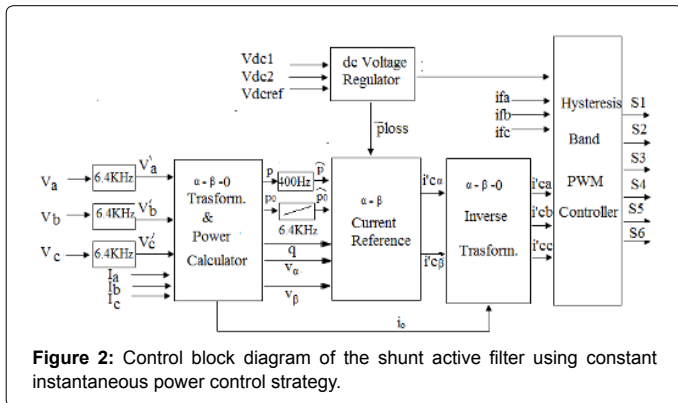 Vdc1
Vdc2
Vdcref
dc Voltage
Regulator
p̅loss
ifa
ifb
ifc
Hysteresis
Band
PWM
Controller
S1
S2
S3
S4
S5
S6
Va
Vb
Vc
6.4KHz
6.4KHz
6.4KHz
V'a
V'b
V'c
Ia
Ib
Ic
α - β -0
Trasform.
&
Power
Calculator
p
400Hz
p̃
p0
p̃0
6.4KHz
q
vα
vβ
α - β
Current
Reference
i'cα
i'cβ
α - β -0
Inverse
Trasform.
i'ca
i'cb
i'cc
io
Figure 2: Control block diagram of the shunt active filter using constant
instantaneous power control strategy.